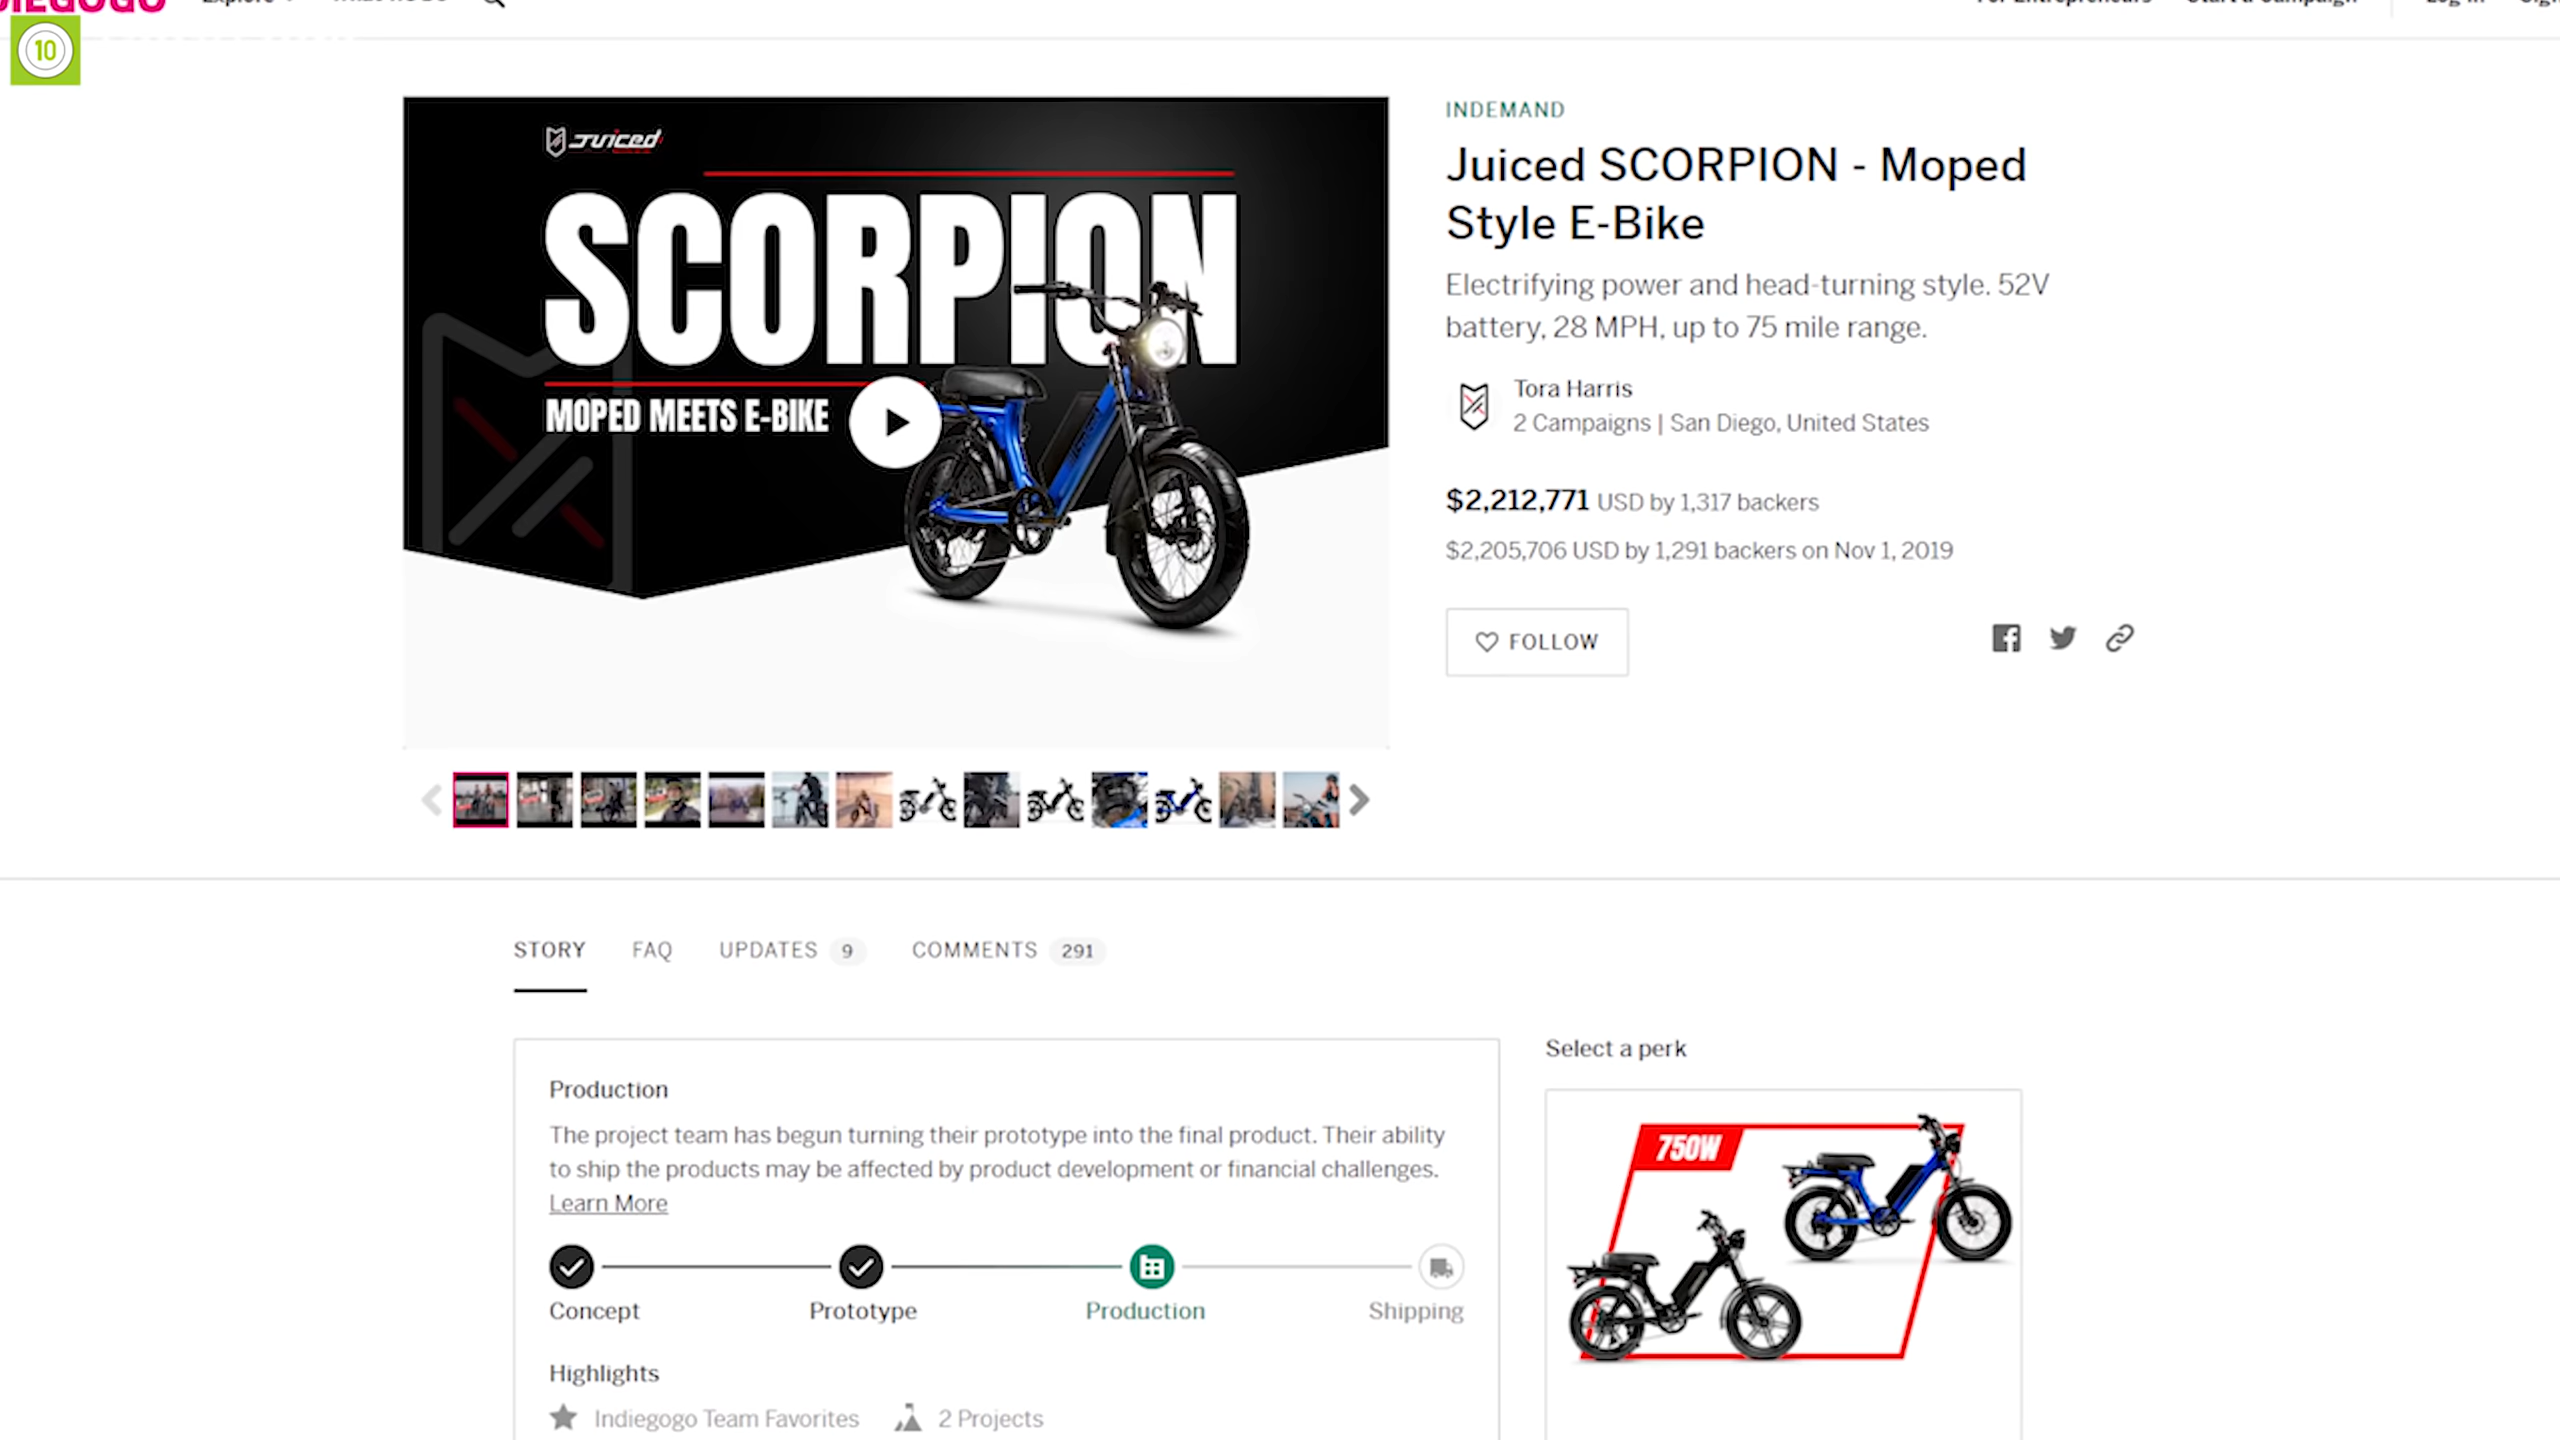 10
Juiced
SCORPION
MOPED MEETS E-BIKE
INDEMAND
Juiced SCORPION - Moped
Style E-Bike
Electrifying power and head-turning style. 52V
battery, 28 MPH, up to 75 mile range.
Tora Harris
2 Campaigns | San Diego, United States
$2,212,771 USD by 1,317 backers
$2,205,706 USD by 1,291 backers on Nov 1, 2019
FOLLOW
STORY FAQ UPDATES 9 COMMENTS 291
Production
The project team has begun turning their prototype into the final product. Their ability
to ship the products may be affected by product development or financial challenges.
Learn More
Concept Prototype Production Shipping
Highlights
Indiegogo Team Favorites 2 Projects
Select a perk
750W